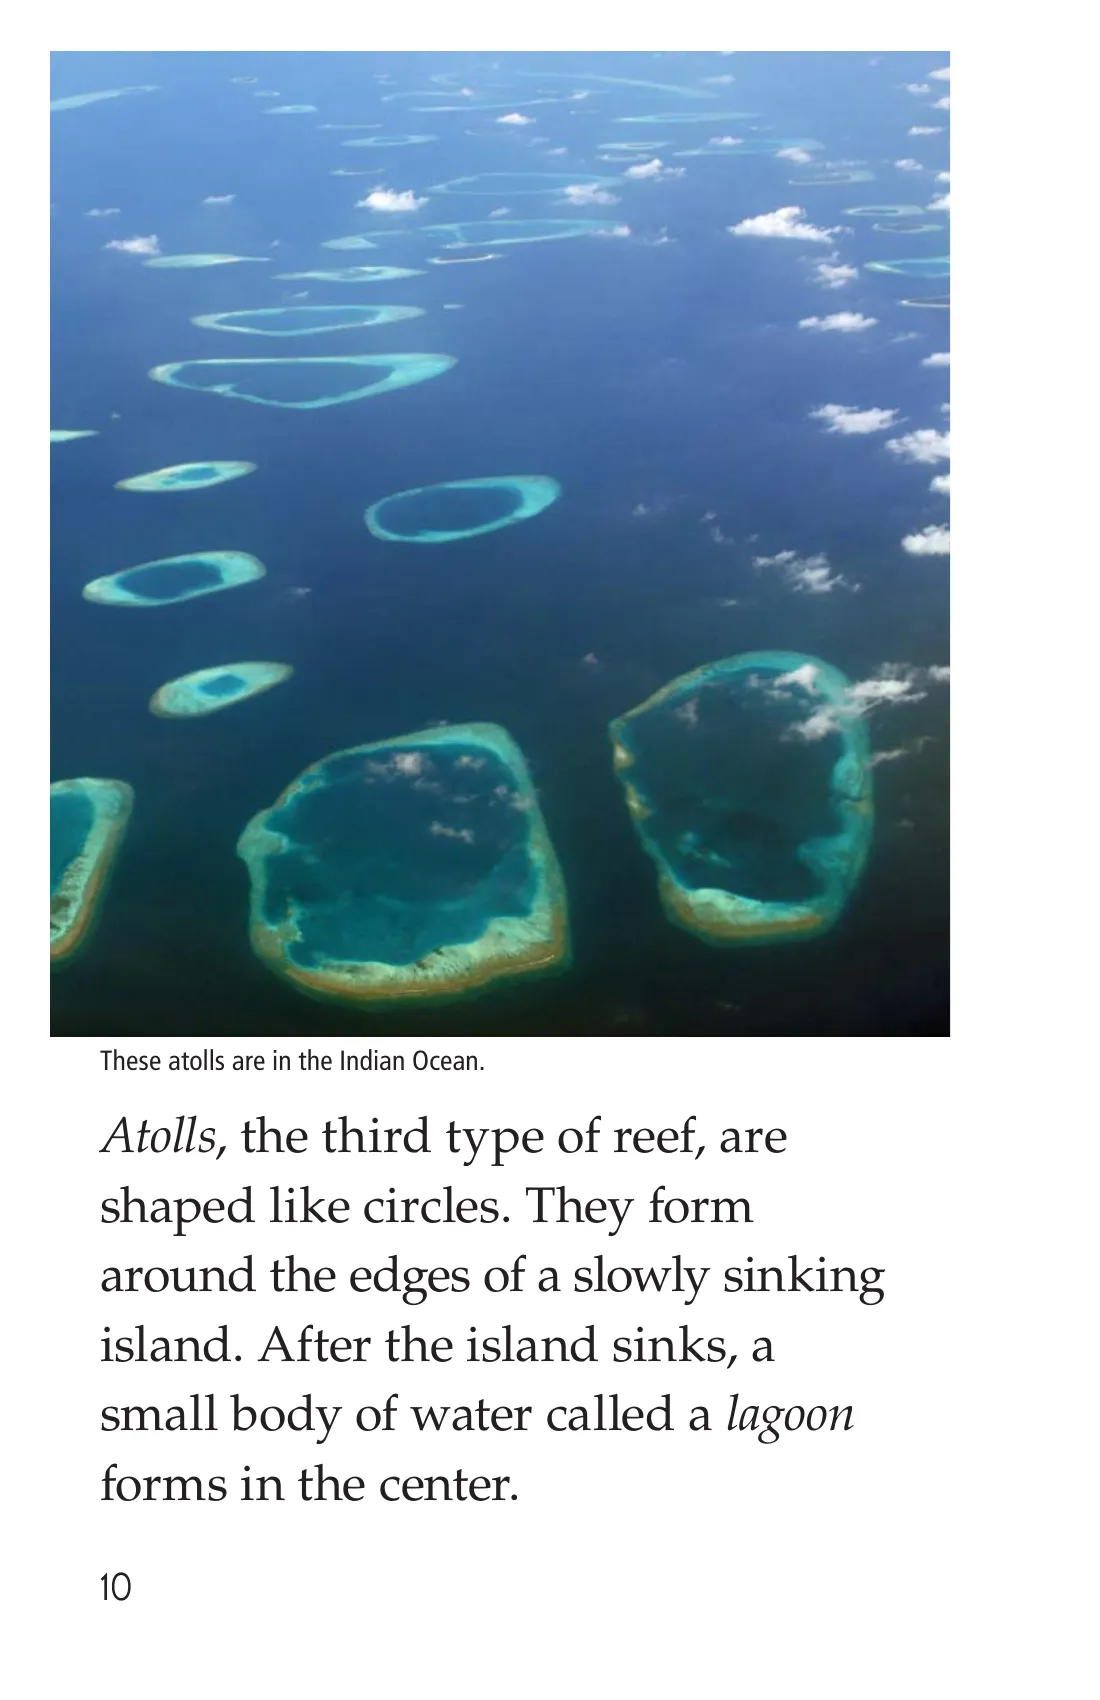 These atolls are in the Indian Ocean.
Atolls, the third type of reef, are
shaped like circles. They form
around the edges of a slowly sinking
island. After the island sinks, a
small body of water called a lagoon
forms in the center.
10